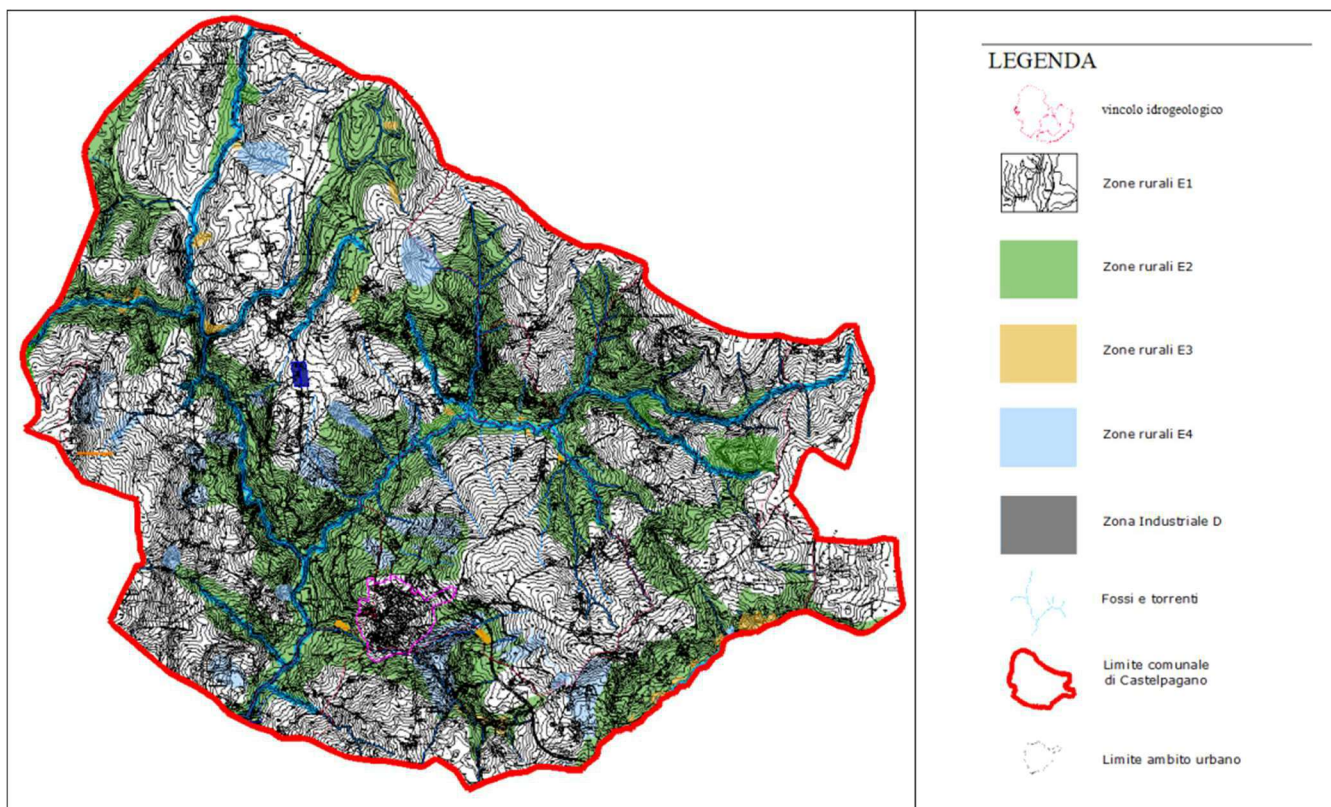 LEGENDA
vincolo idrogeologico
Zone rurali E1
Zone rurali E2
Zone rurali E3
Zone rurali E4
Zona Industriale D
Fossi e torrenti
Limite comunale
di Castelpagano
Limite ambito urbano